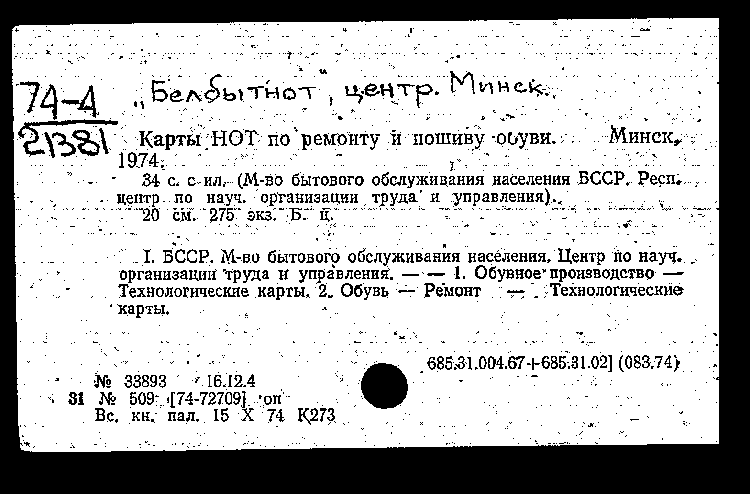 74-4
21381
„Белбытнот", центр. Минск.
Карты НОТ по ремонту и пошиву обуви. Минск,
1974.
34 с. с ил. (М-во бытового обслуживания населения БССР. Респ.
центр по науч. организации труда и управления).
20 см. 275 экз. Б. ц.
I. БССР. М-во бытового обслуживания населения. Центр по науч.
организации труда и управления. — — 1. Обувное производство —
Технологические карты. 2. Обувь — Ремонт — Технологические
карты.
685.31.004.67+685.31.02] (083.74)
№ 33893 16.12.4
31 № 509 [74-72709] оп
Вс. кн. пал. 15 X 74 К273